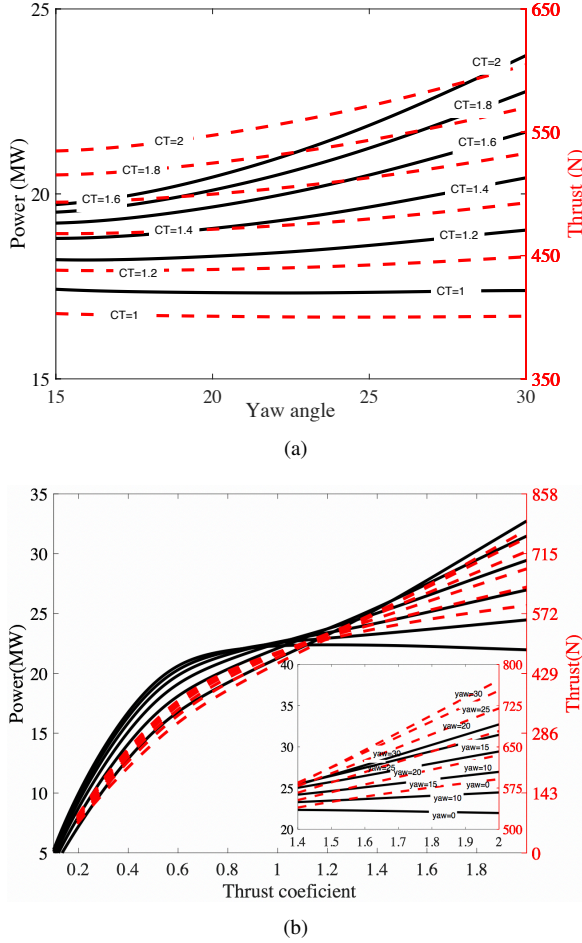 25
650
CT=2
CT=1.8
550
CT=2
CT=1.6
CT=1.8
20
CT=1.6
CT=1.4
CT=1.4
CT=1.2
450
CT=1.2
CT=1
CT=1
15
350
15 20 25 30
Power (MW)
Thrust (N)
Yaw angle
(a)
35
858
30
715
25
572
20
429
15
286
10
143
5
0
0.2 0.4 0.6 0.8 1 1.2 1.4 1.6 1.8
Power(MW)
Thrust(N)
Thrust coeficient
40
800
35
725
30
650
25
575
20
500
1.4 1.5 1.6 1.7 1.8 1.9 2
yaw=30
yaw=25
yaw=20
yaw=15
yaw=10
yaw=0
yaw=30
yaw=25
yaw=20
yaw=15
yaw=10
yaw=0
(b)